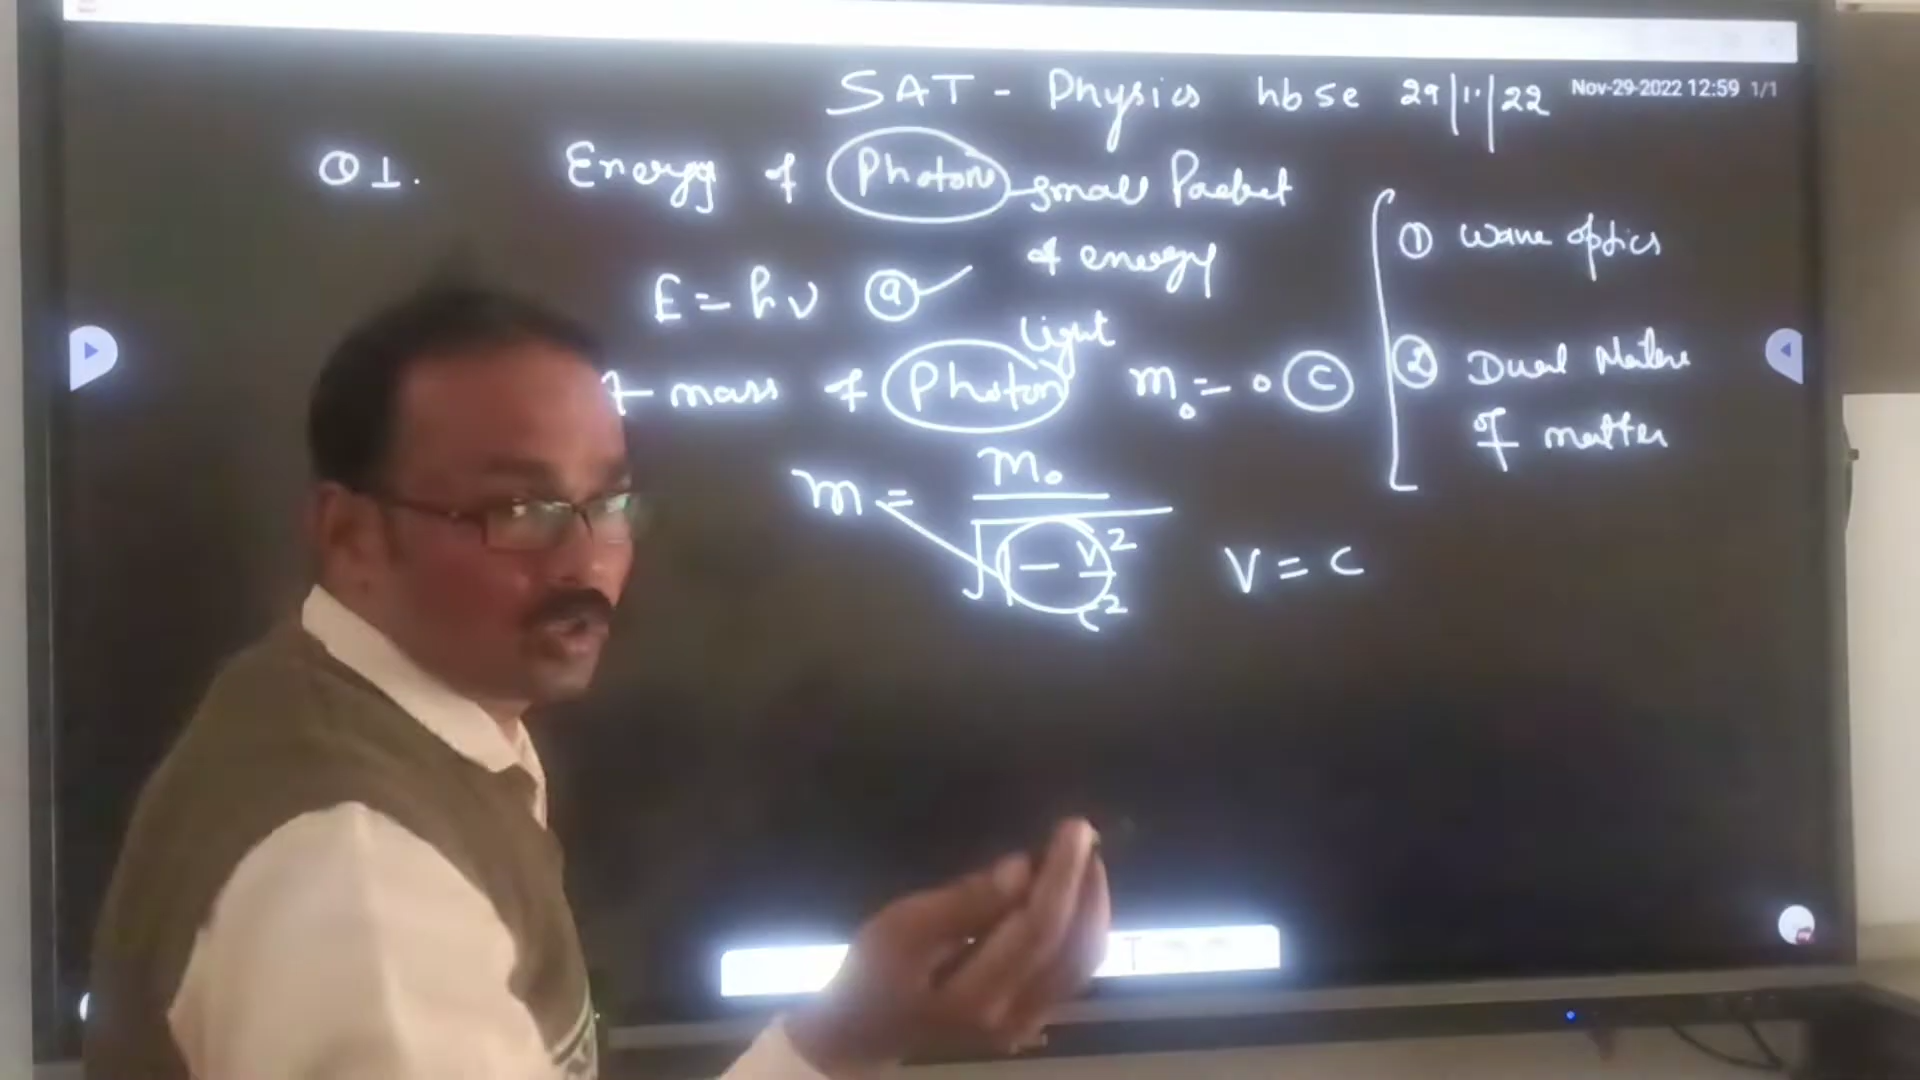 SAT - Physics hbse 29/11/22 Nov-29-2022 12:59 1/1
Q1. Energy of Photon small Packet
of energy
E = hν (a) ✓
mass of Photon light m₀ = 0 (c)
m = m₀ / √(1 - v²/c²) v = c
① wave optics
② Dual Nature
of matter
T